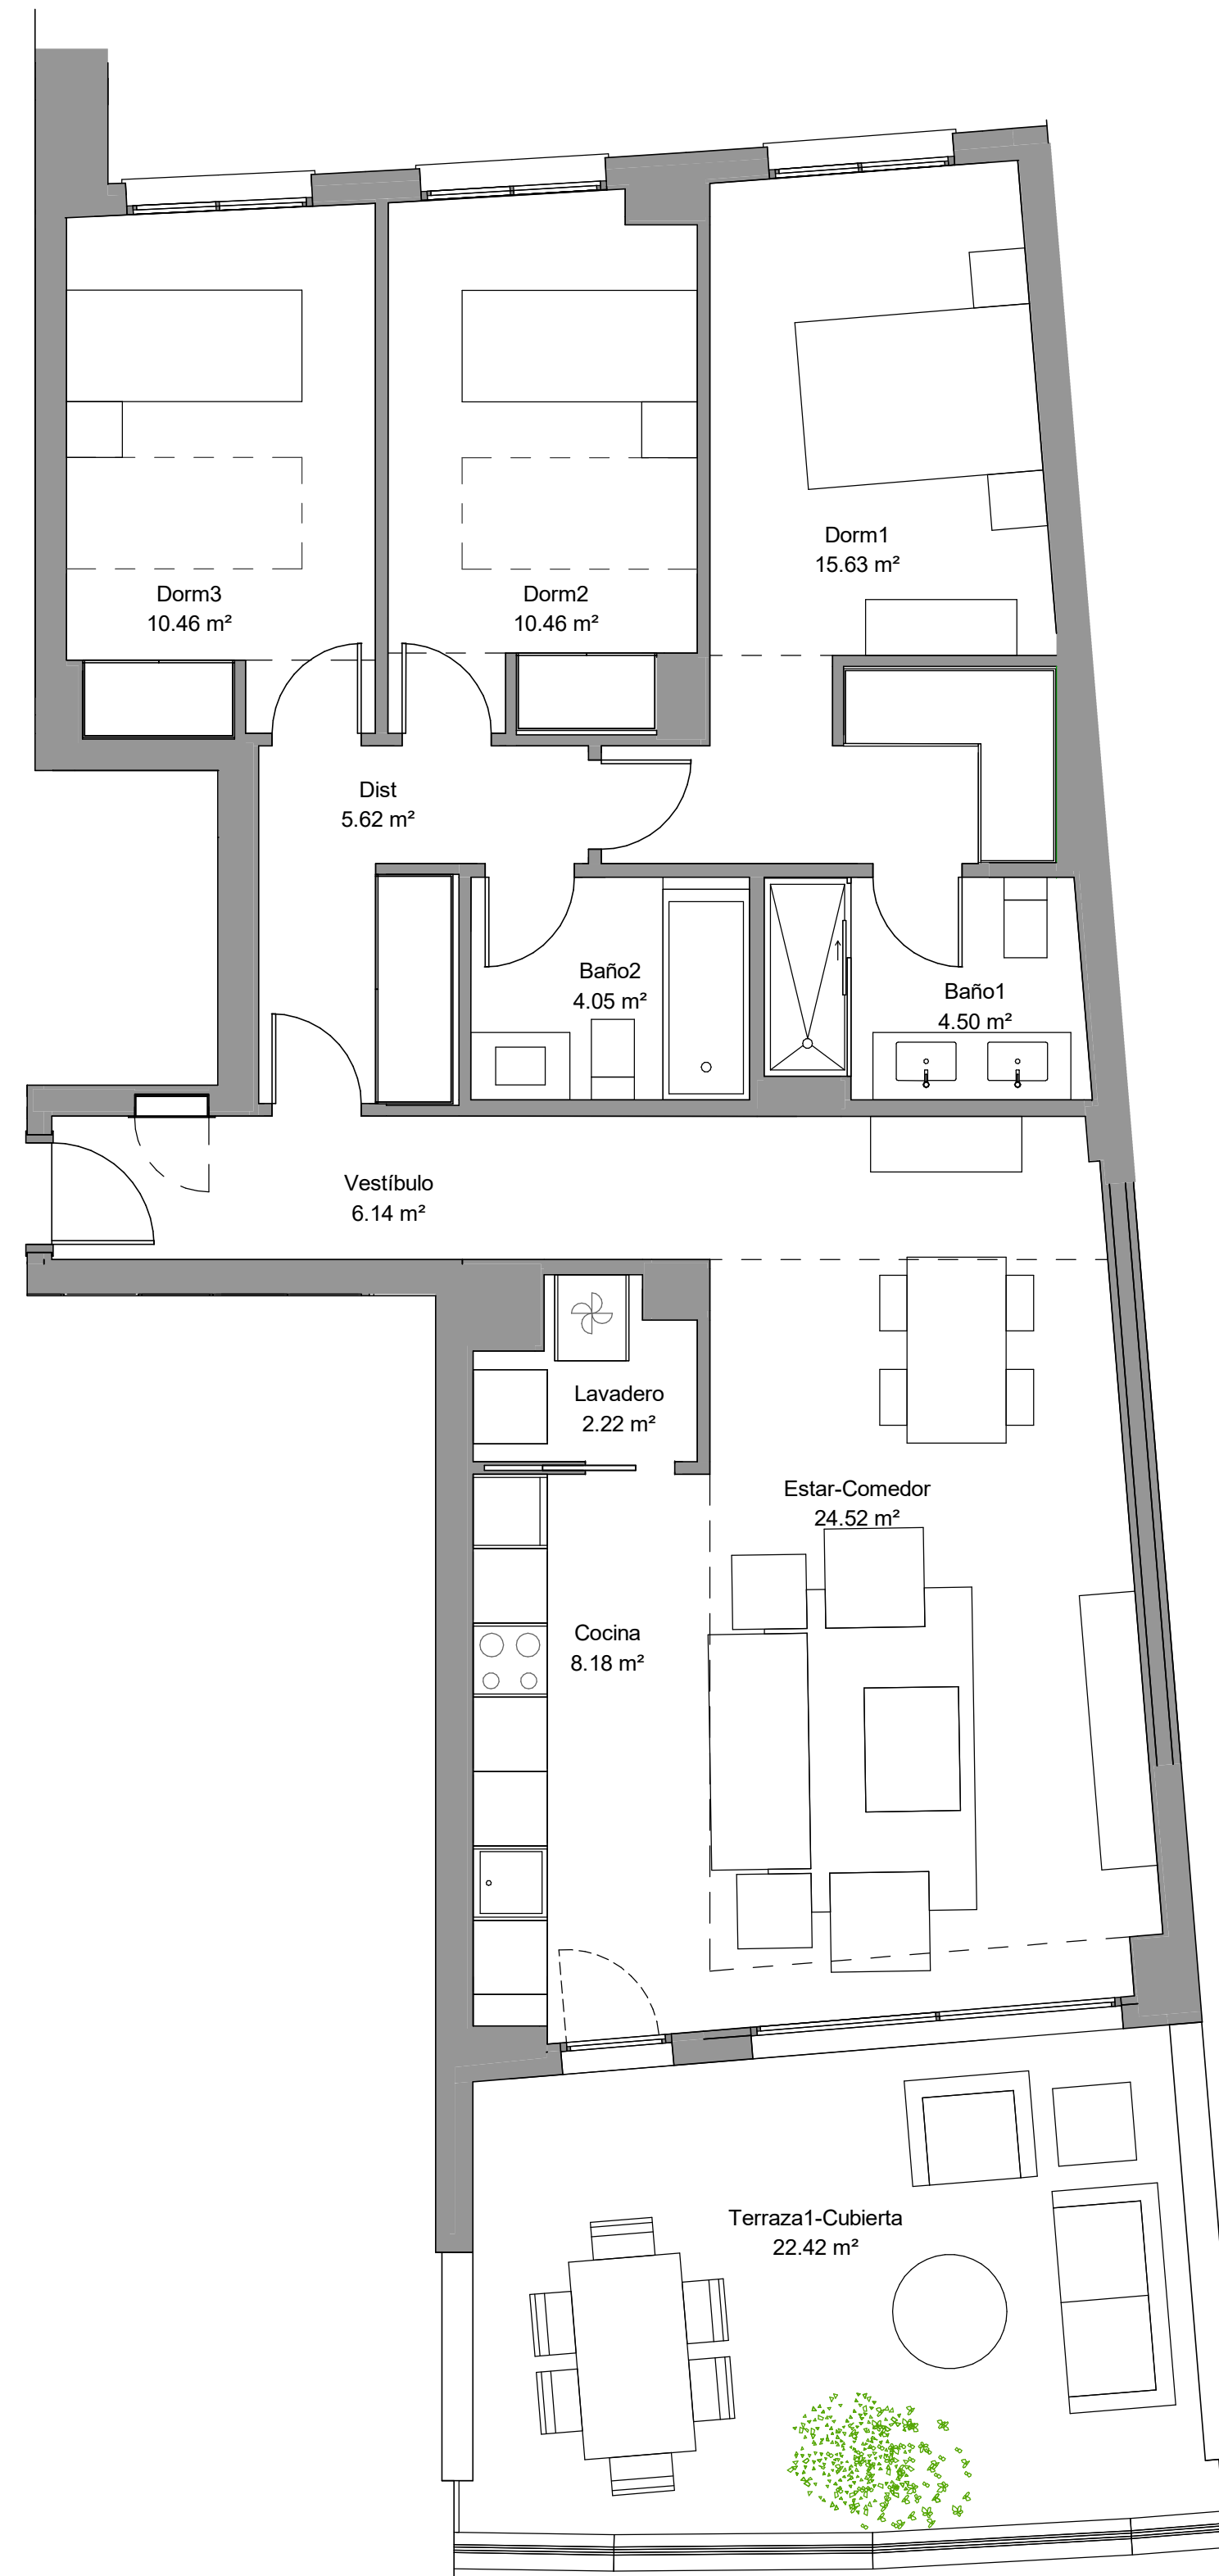 Dorm1
15.63 m²
Dorm3
10.46 m²
Dorm2
10.46 m²
Dist
5.62 m²
Baño2
4.05 m²
Baño1
4.50 m²
Vestíbulo
6.14 m²
Lavadero
2.22 m²
Estar-Comedor
24.52 m²
Cocina
8.18 m²
Terraza1-Cubierta
22.42 m²